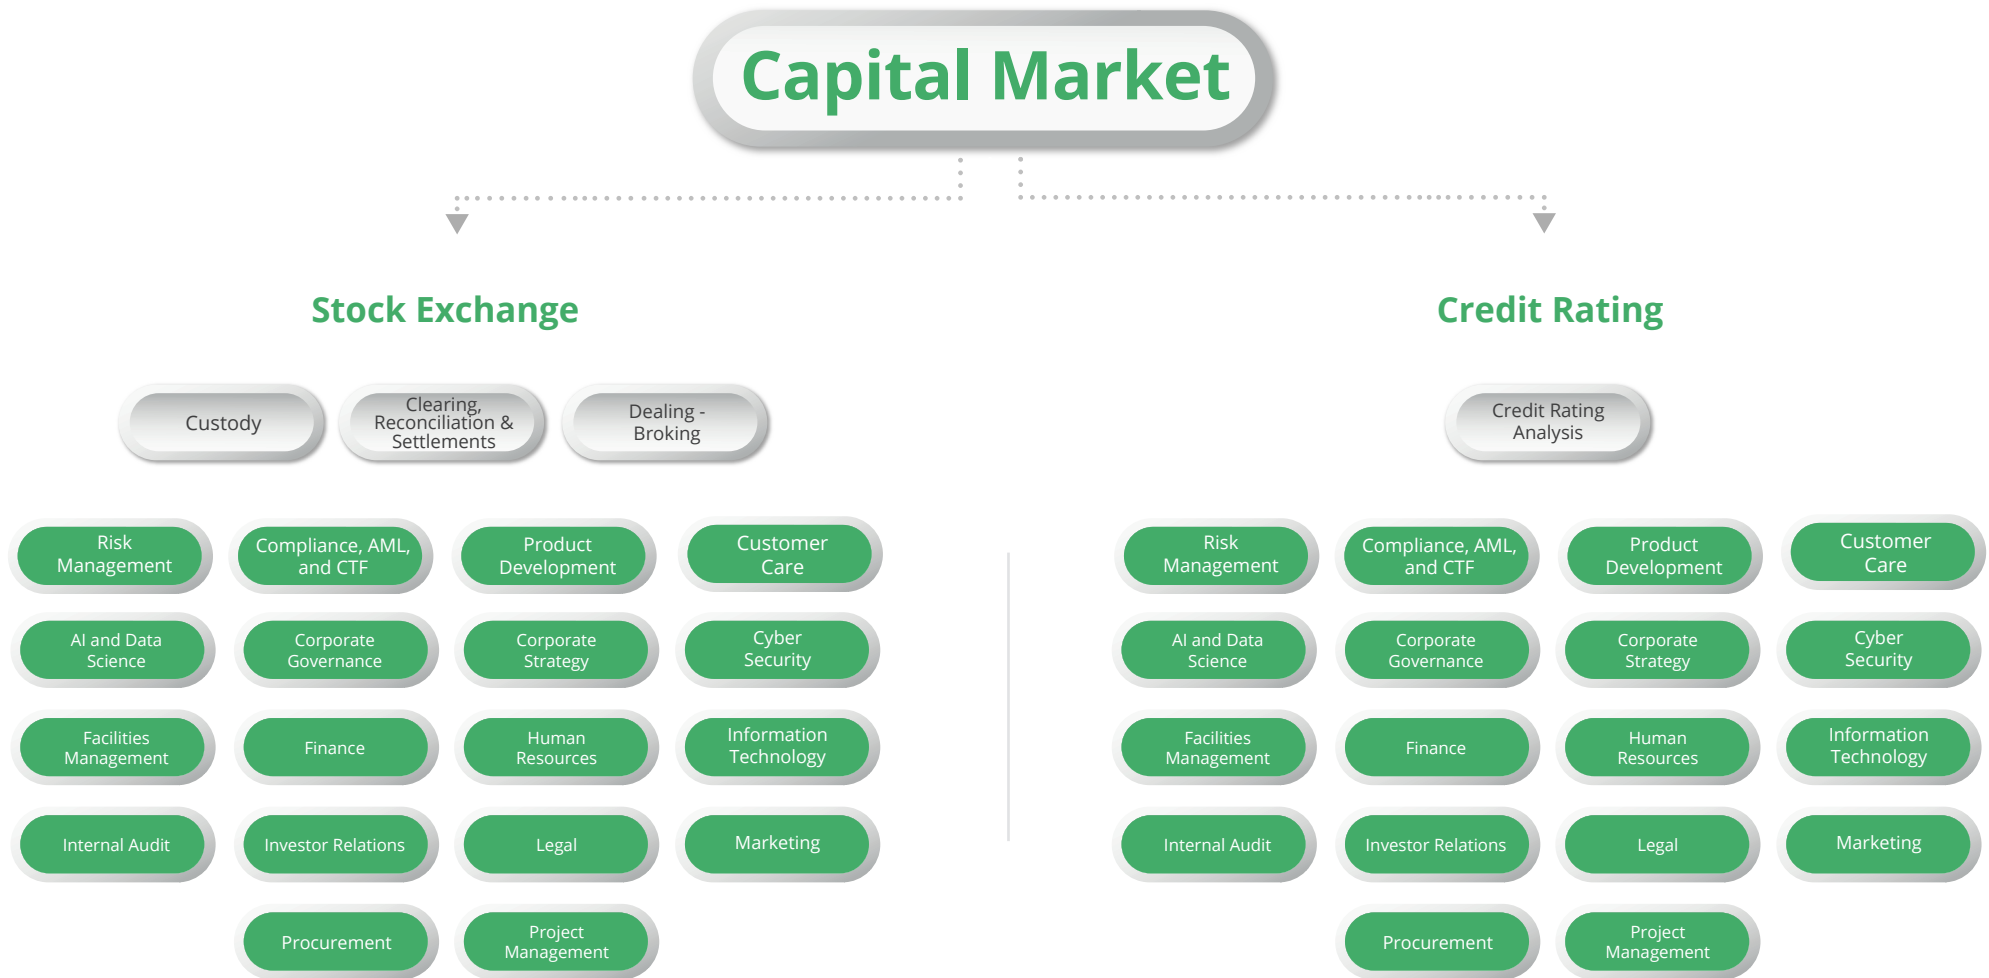 Capital Market
Stock Exchange
Credit Rating
Custody
Clearing,
Reconciliation &
Settlements
Dealing -
Broking
Credit Rating
Analysis
Risk
Management
Compliance, AML,
and CTF
Product
Development
Customer
Care
AI and Data
Science
Corporate
Governance
Corporate
Strategy
Cyber
Security
Facilities
Management
Finance
Human
Resources
Information
Technology
Internal Audit
Investor Relations
Legal
Marketing
Procurement
Project
Management
Risk
Management
Compliance, AML,
and CTF
Product
Development
Customer
Care
AI and Data
Science
Corporate
Governance
Corporate
Strategy
Cyber
Security
Facilities
Management
Finance
Human
Resources
Information
Technology
Internal Audit
Investor Relations
Legal
Marketing
Procurement
Project
Management